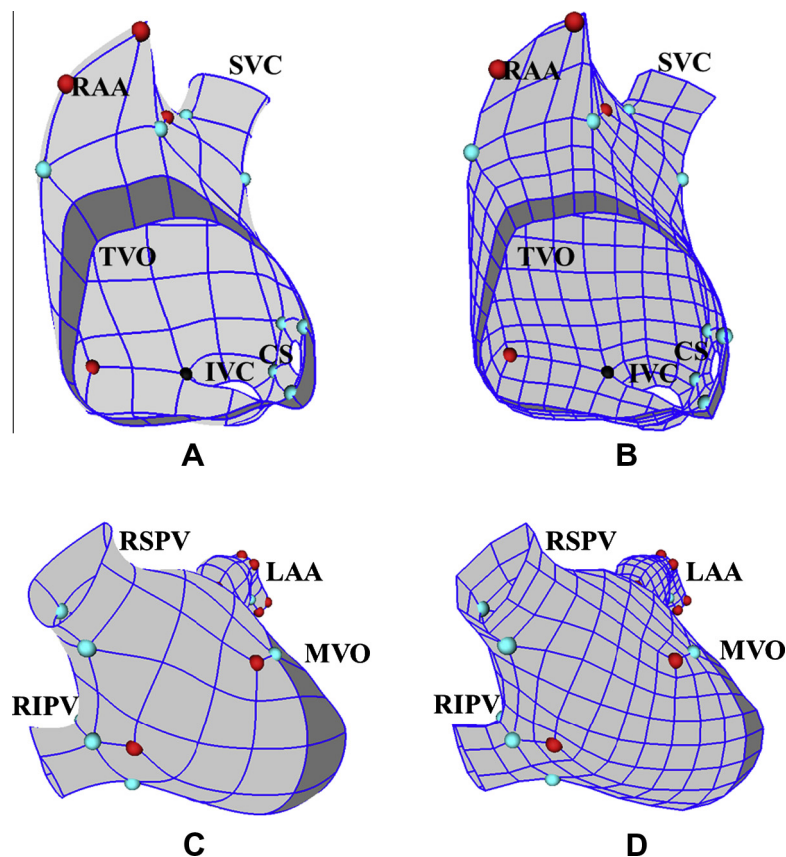 SVC SVC
RAA RAA
TVO TVO
CS CS
IVC IVC
A B
RSPV RSPV
LAA LAA
MVO MVO
RIPV RIPV
C D